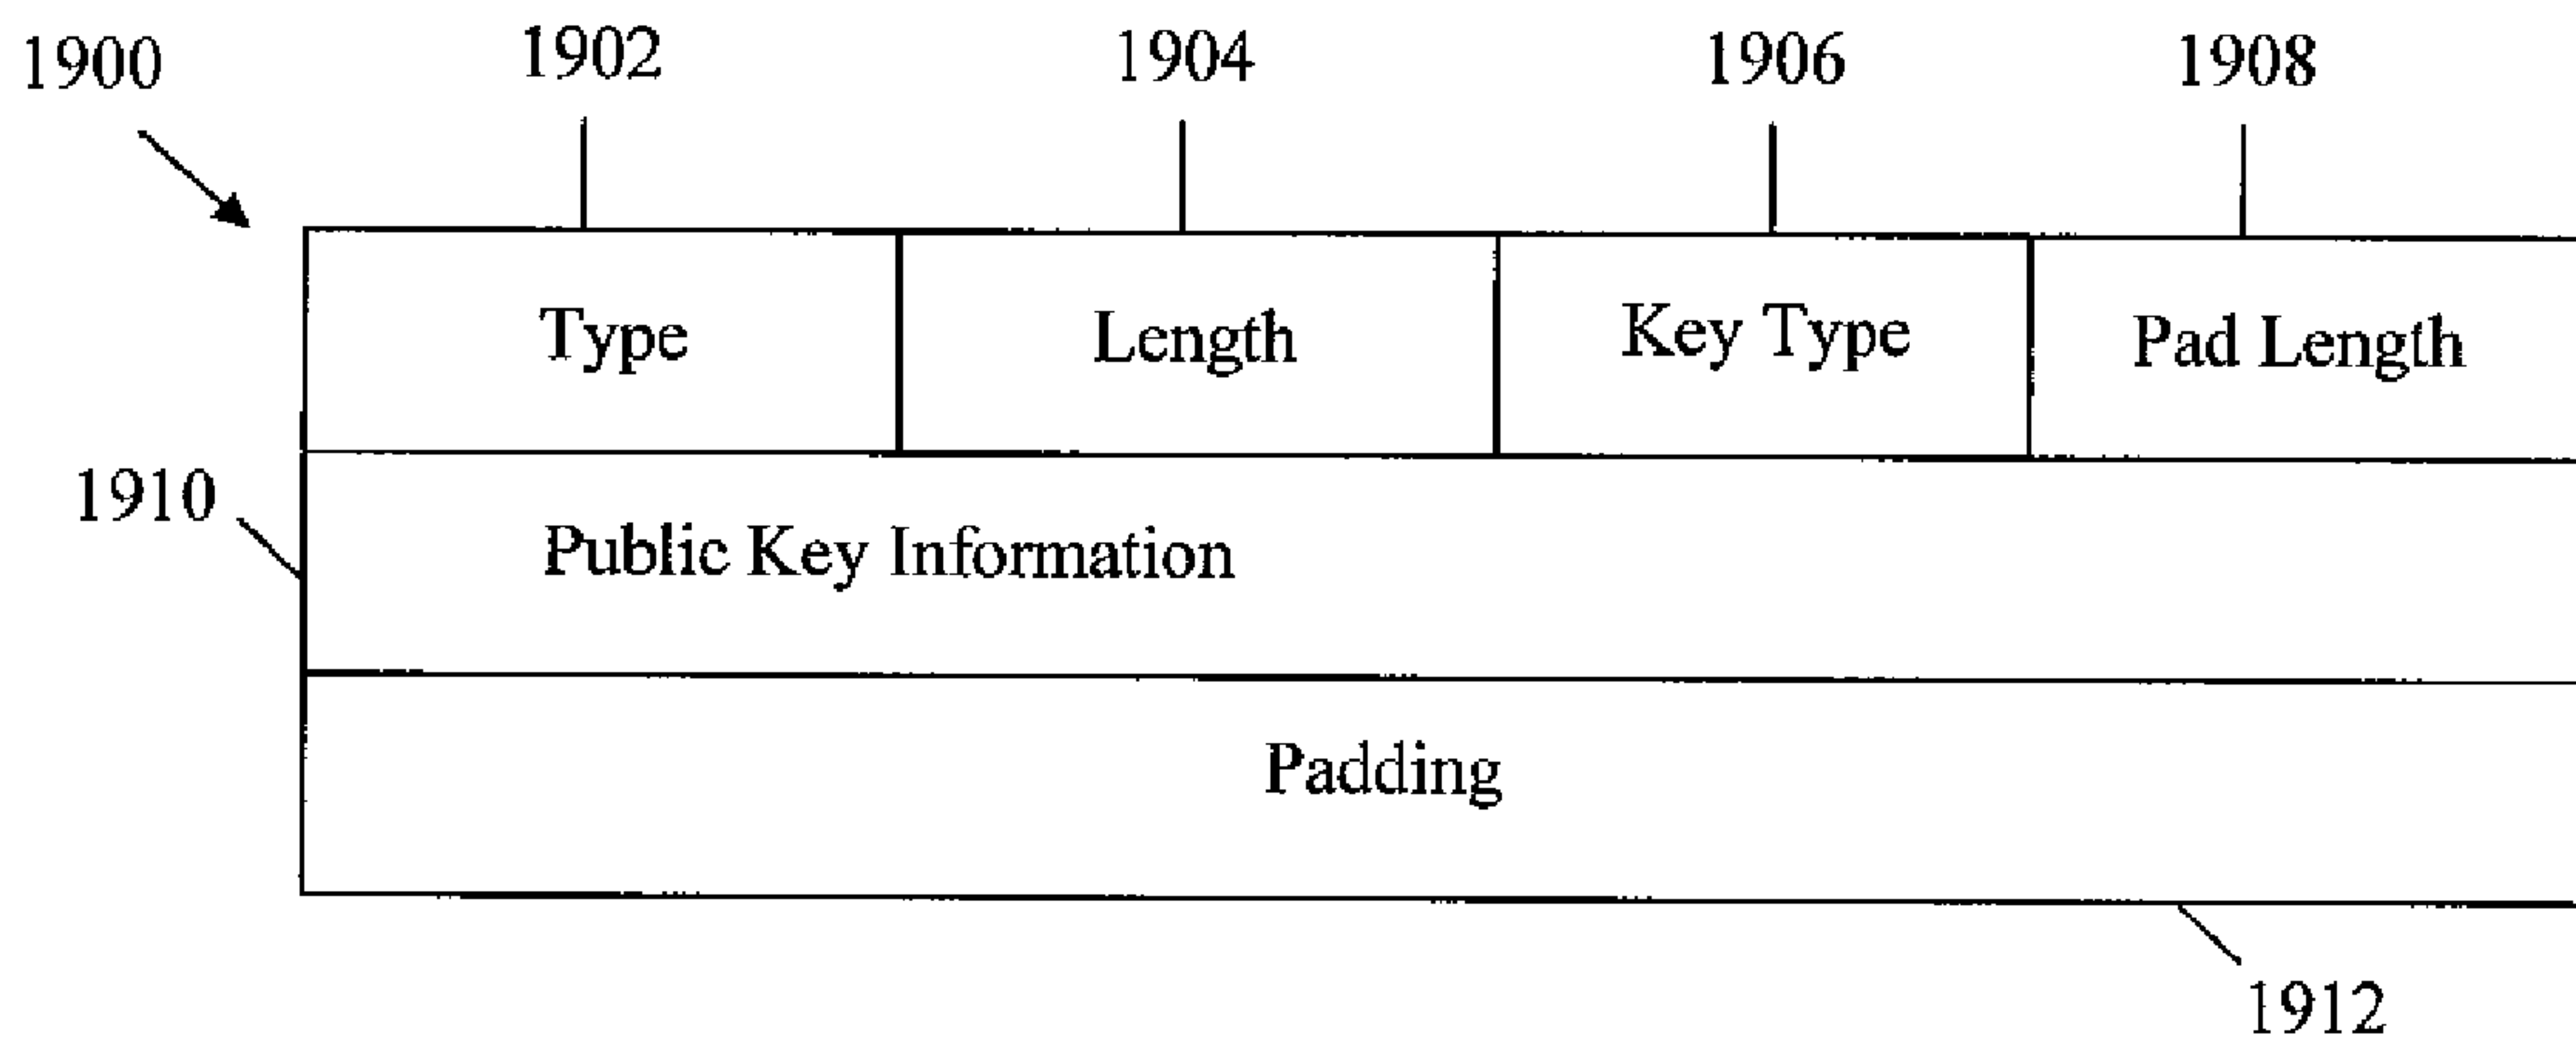 1900 1902 1904 1906 1908
Type Length Key Type Pad Length
1910 Public Key Information
Padding
1912